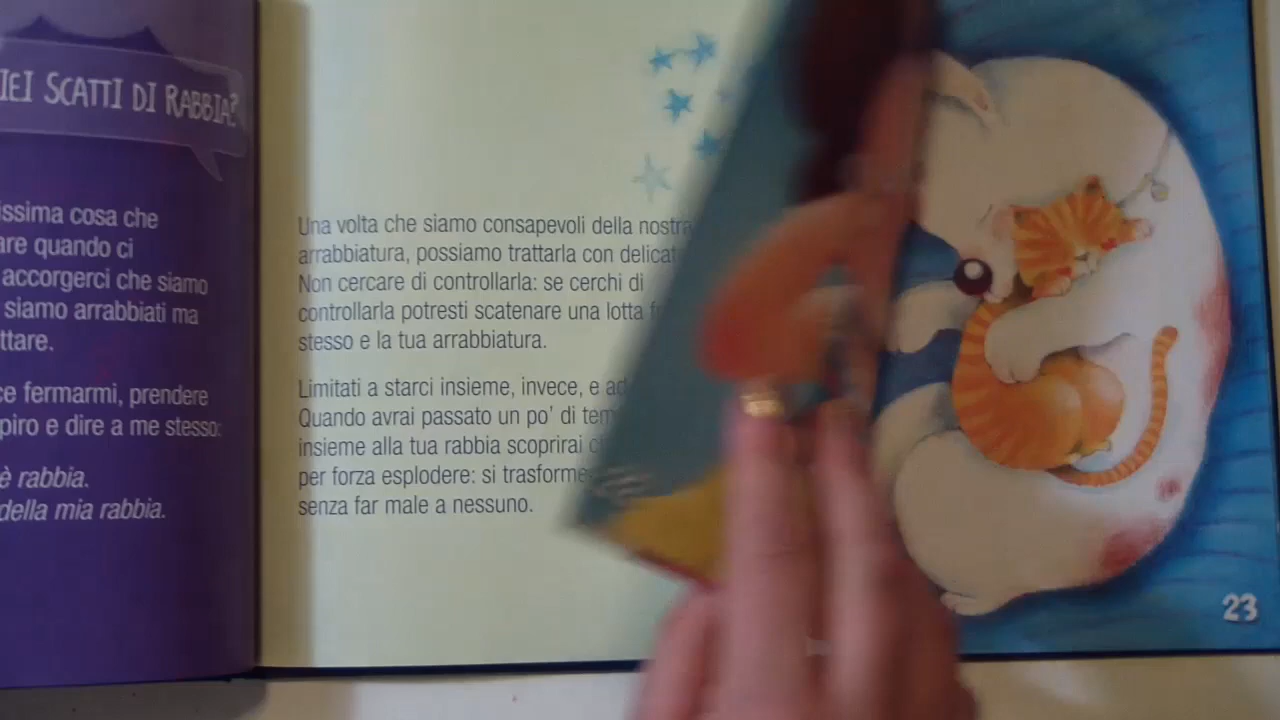 IEI SCATTI DI RABBIA?
issima cosa che
are quando ci
accorgerci che siamo
siamo arrabbiati ma
ttare.
ce fermarmi, prendere
piro e dire a me stesso:
è rabbia.
della mia rabbia.
Una volta che siamo consapevoli della nostra
arrabbiatura, possiamo trattarla con delicat
Non cercare di controllarla: se cerchi di
controllarla potresti scatenare una lotta
stesso e la tua arrabbiatura.
Limitati a starci insieme, invece, e ad
Quando avrai passato un po' di tem
insieme alla tua rabbia scoprirai
per forza esplodere: si trasforme
senza far male a nessuno.
23